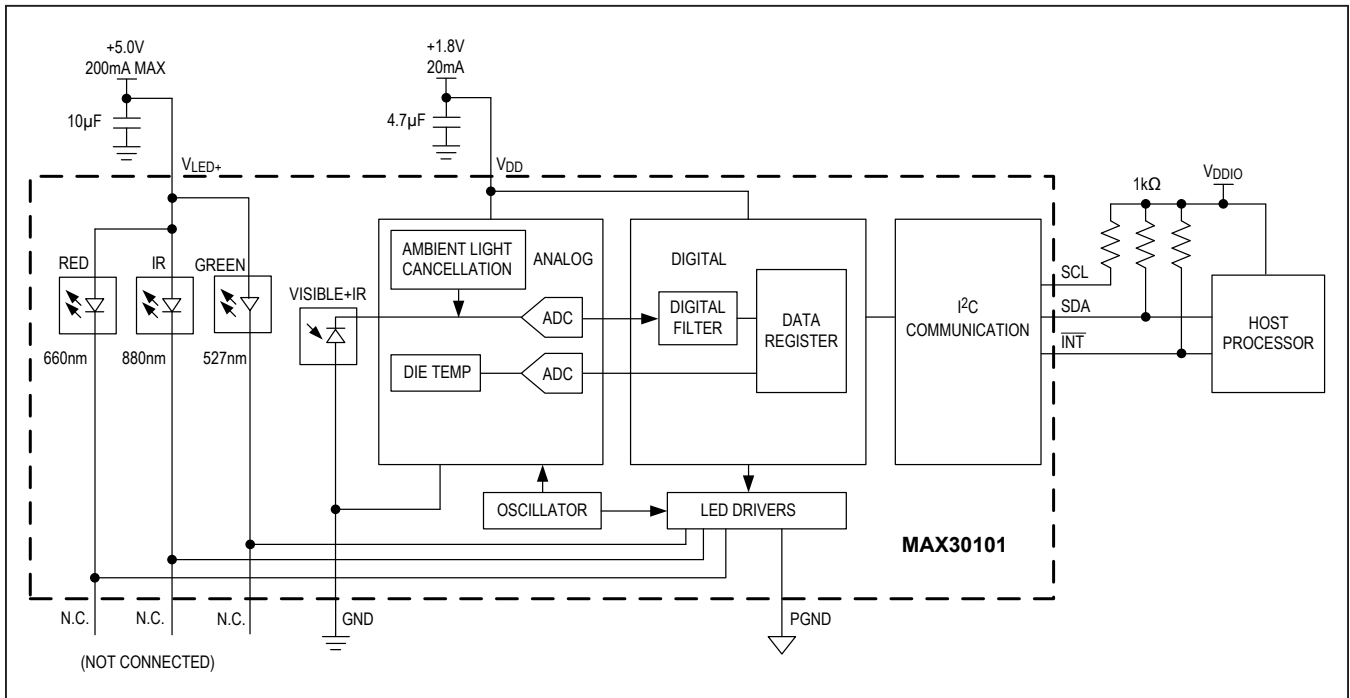 +5.0V
200mA MAX
10µF
VLED+
+1.8V
20mA
4.7µF
VDD
VDDIO
1kΩ
RED
IR
GREEN
660nm
880nm
527nm
VISIBLE+IR
AMBIENT LIGHT
CANCELLATION
ANALOG
ADC
DIE TEMP
ADC
DIGITAL
DIGITAL
FILTER
DATA
REGISTER
I2C
COMMUNICATION
SCL
SDA
INT
HOST
PROCESSOR
OSCILLATOR
LED DRIVERS
MAX30101
N.C.
N.C.
N.C.
GND
PGND
(NOT CONNECTED)